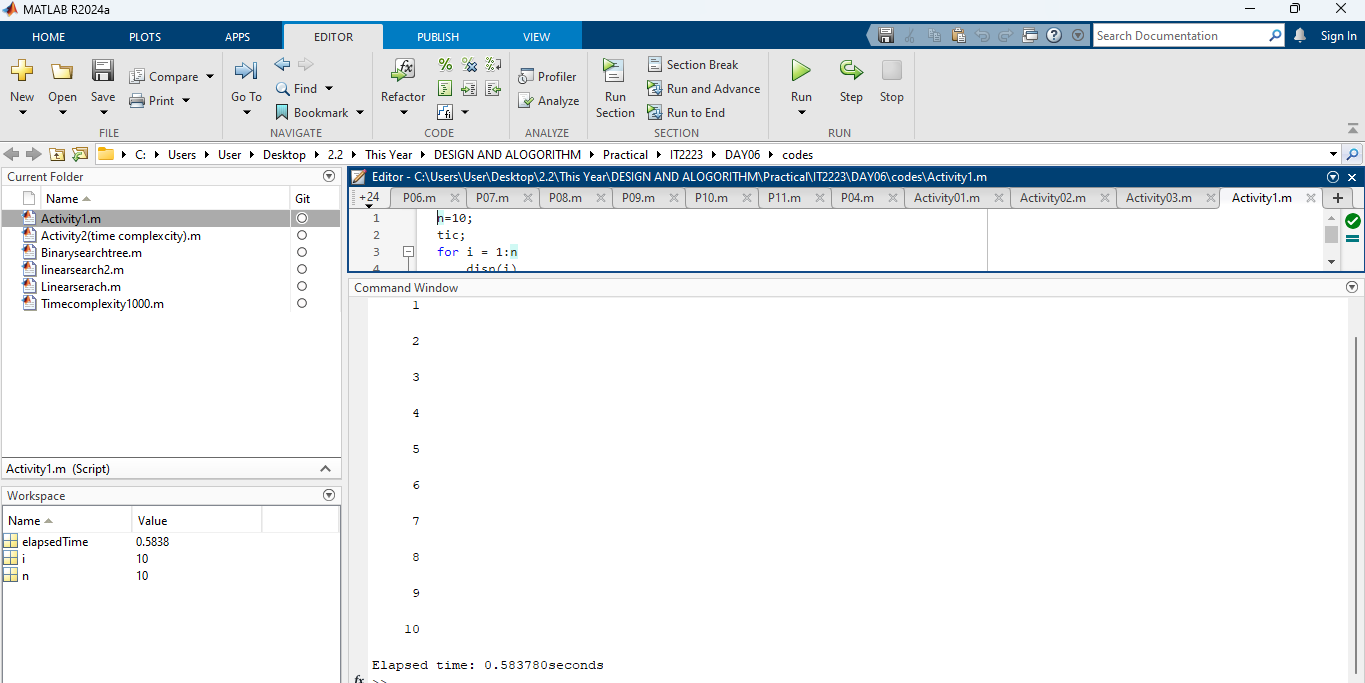 MATLAB R2024a
HOME PLOTS APPS EDITOR PUBLISH VIEW Search Documentation Sign In
New Open Save Compare Print
FILE
Go To Find Bookmark
NAVIGATE
Refactor
CODE
Profiler Analyze
ANALYZE
Run Section Section Break Run and Advance Run to End
SECTION
Run Step Stop
RUN
C: Users User Desktop 2.2 This Year DESIGN AND ALOGORITHM Practical IT2223 DAY06 codes
Current Folder
Name Git
Activity1.m
Activity2(time complexcity).m
Binarysearchtree.m
linearsearch2.m
Linearserach.m
Timecomplexity1000.m
Activity1.m (Script)
Workspace
Name Value
elapsedTime 0.5838
i 10
n 10
Editor - C:\Users\User\Desktop\2.2\This Year\DESIGN AND ALOGORITHM\Practical\IT2223\DAY06\codes\Activity1.m
+24 P06.m P07.m P08.m P09.m P10.m P11.m P04.m Activity01.m Activity02.m Activity03.m Activity1.m
1 n=10;
2 tic;
3 for i = 1:n
4 disp(i)
Command Window
1
2
3
4
5
6
7
8
9
10
Elapsed time: 0.583780seconds
fx >>